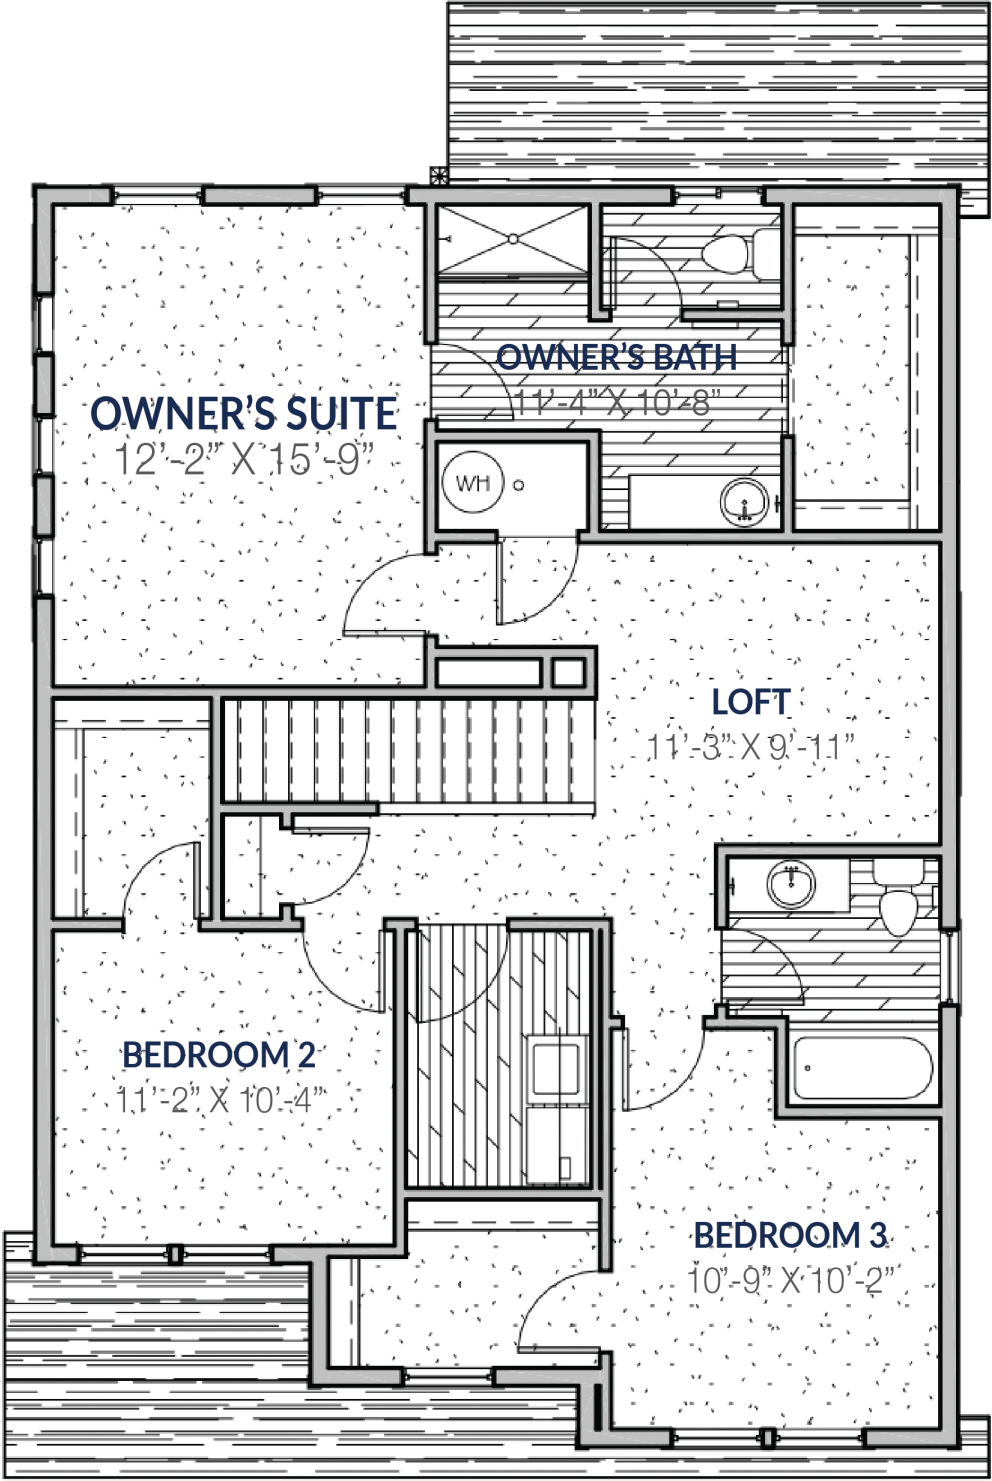 OWNER'S BATH
11'-4" X 10'-8"
OWNER'S SUITE
12'-2" X 15'-9"
WH
LOFT
11'-3" X 9'-11"
BEDROOM 2
11'-2" X 10'-4"
BEDROOM 3
10"-9" X 10'-2"